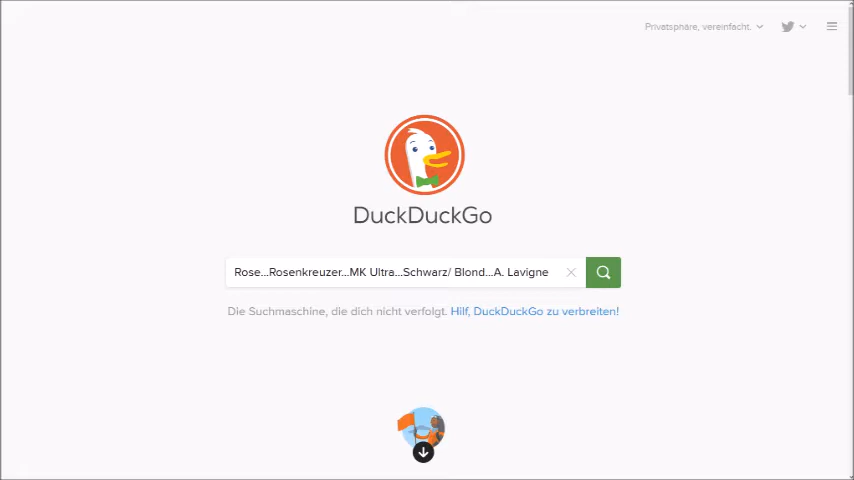 Privatsphäre, vereinfacht.
DuckDuckGo
Rose...Rosenkreuzer...MK Ultra...Schwarz/ Blond...A. Lavigne
Die Suchmaschine, die dich nicht verfolgt. Hilf, DuckDuckGo zu verbreiten!